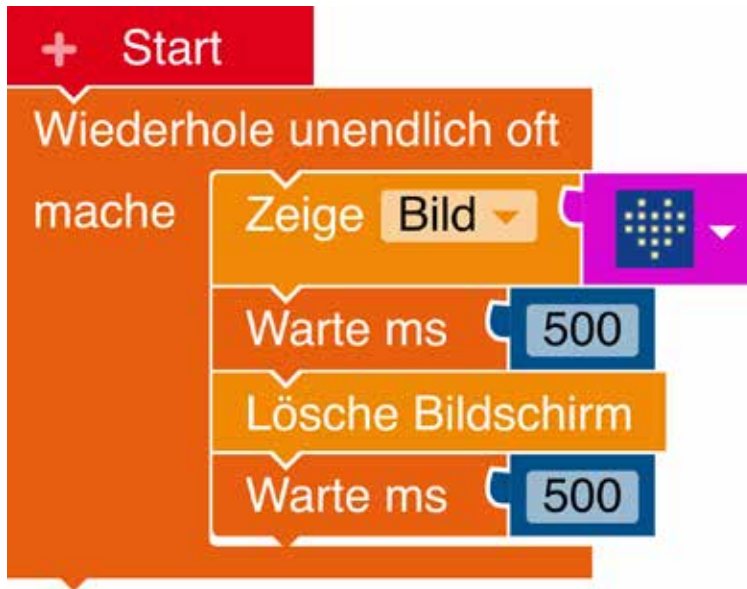 + Start
Wiederhole unendlich oft
mache Zeige Bild
Warte ms 500
Lösche Bildschirm
Warte ms 500